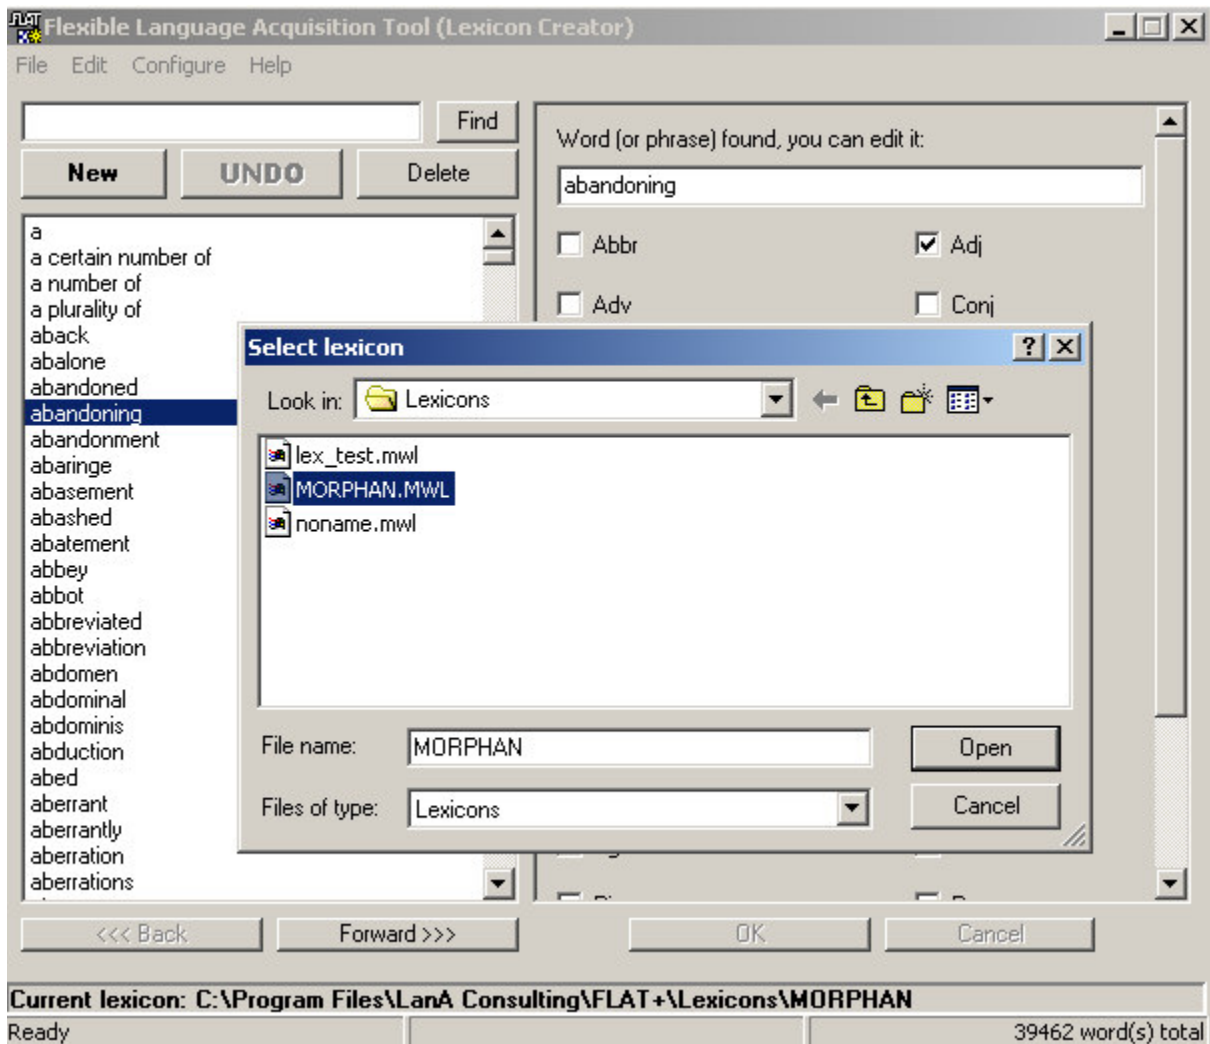 Flexible Language Acquisition Tool (Lexicon Creator)
File Edit Configure Help
Find
New UNDO Delete
a
a certain number of
a number of
a plurality of
aback
abalone
abandoned
abandoning
abandonment
abaringe
abasement
abashed
abatement
abbey
abbot
abbreviated
abbreviation
abdomen
abdominal
abdominis
abduction
abed
aberrant
aberrantly
aberration
aberrations
<<< Back Forward >>>
Word (or phrase) found, you can edit it:
abandoning
Abbr Adj
Adv Conj
Select lexicon
Look in: Lexicons
lex_test.mwl
MORPHAN.MWL
noname.mwl
File name: MORPHAN Open
Files of type: Lexicons Cancel
OK Cancel
Current lexicon: C:\Program Files\LanA Consulting\FLAT+\Lexicons\MORPHAN
Ready 39462 word(s) total